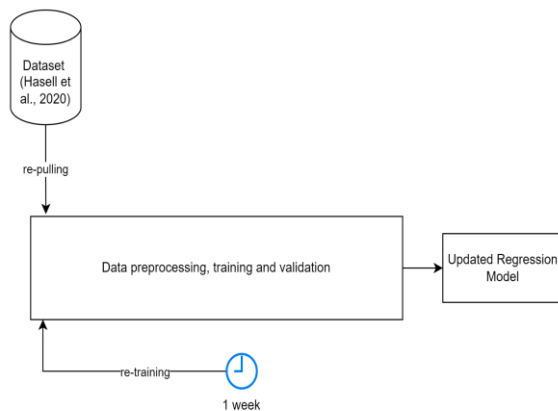 Dataset
(Hasell et
al., 2020)
re-pulling
Data preprocessing, training and validation
Updated Regression
Model
re-training
1 week